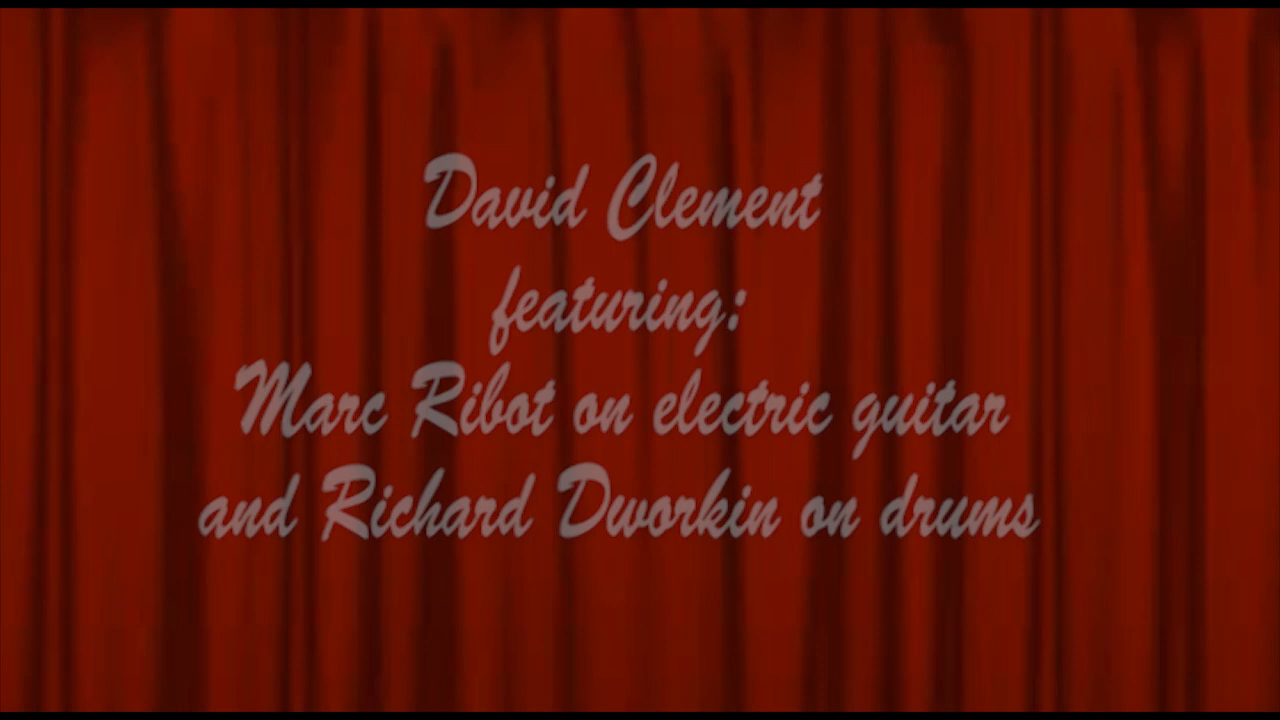 David Clement
featuring:
Marc Ribot on electric guitar
and Richard Dworkin on drums